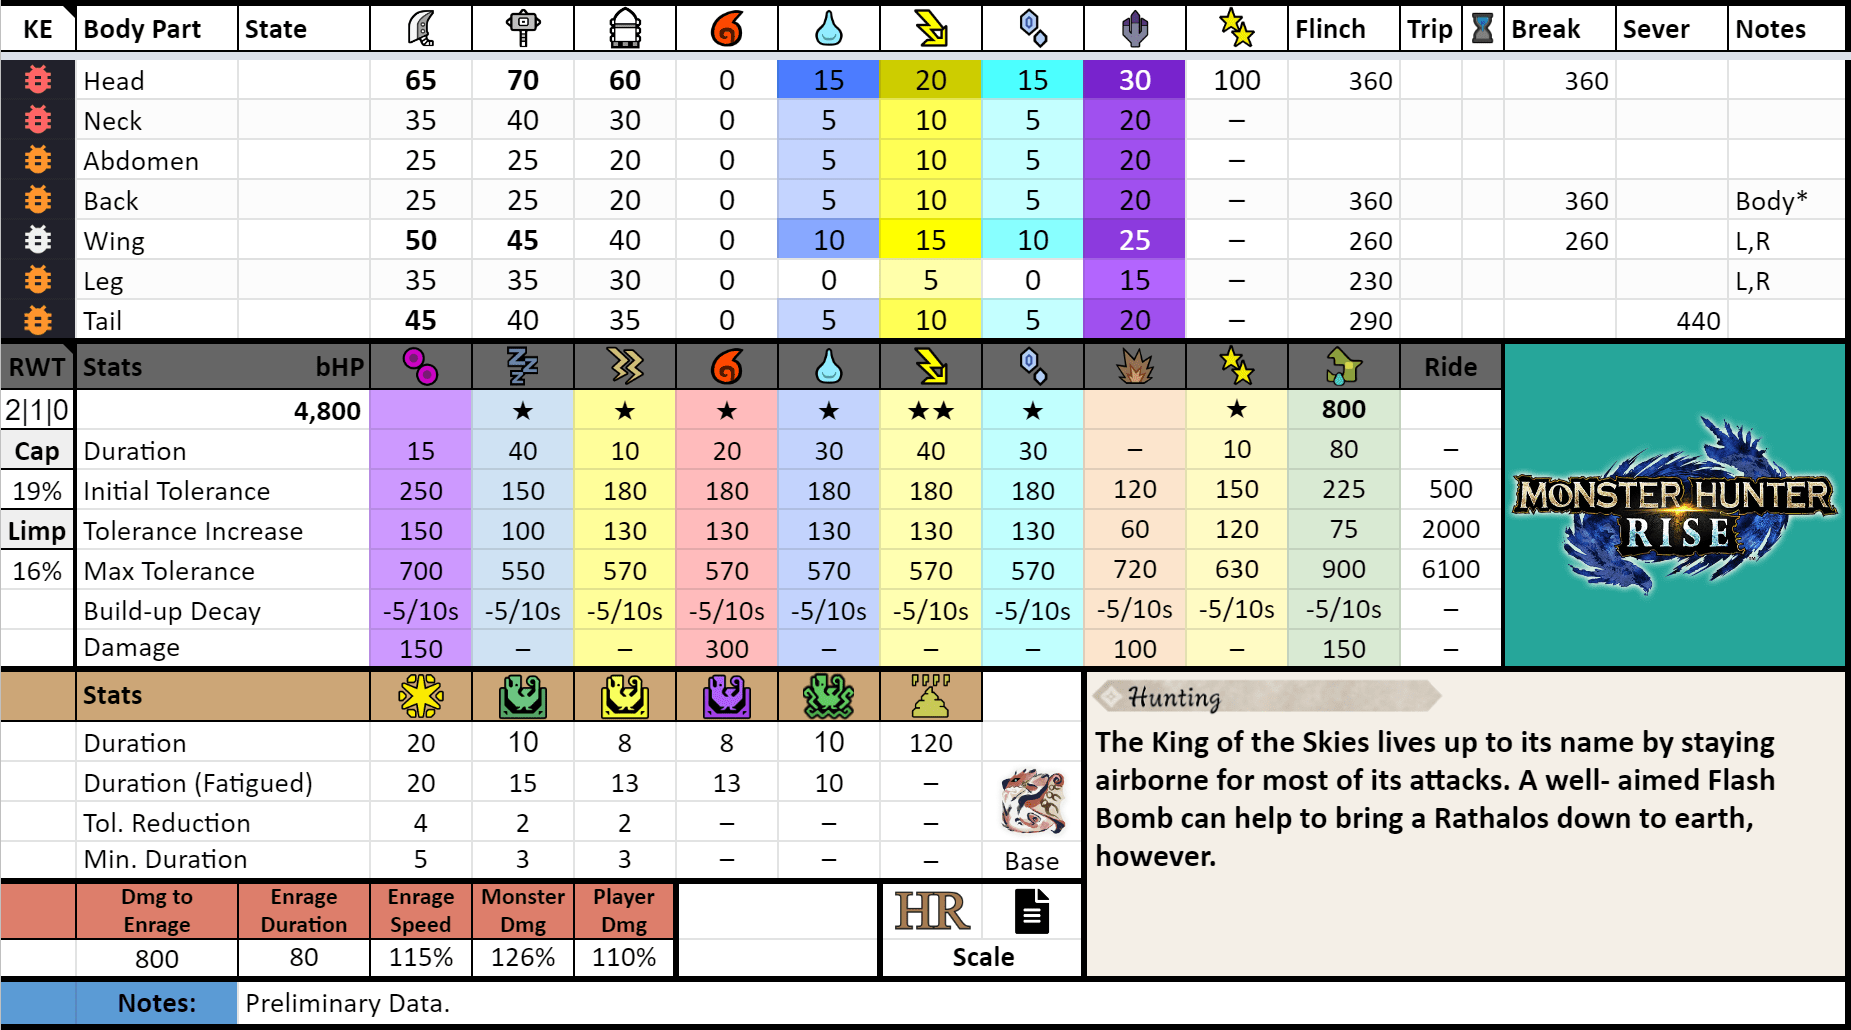 KE Body Part State Flinch Trip Break Sever Notes
Head 65 70 60 0 15 20 15 30 100 360 360
Neck 35 40 30 0 5 10 5 20 –
Abdomen 25 25 20 0 5 10 5 20 –
Back 25 25 20 0 5 10 5 20 – 360 360 Body*
Wing 50 45 40 0 10 15 10 25 – 260 260 L,R
Leg 35 35 30 0 0 5 0 15 – 230 L,R
Tail 45 40 35 0 5 10 5 20 – 290 440
RWT Stats bHP Ride
2|1|0 4,800 ★ ★ ★ ★ ★★ ★ ★ 800
Cap Duration 15 40 10 20 30 40 30 – 10 80 –
19% Initial Tolerance 250 150 180 180 180 180 180 120 150 225 500
Limp Tolerance Increase 150 100 130 130 130 130 130 60 120 75 2000
16% Max Tolerance 700 550 570 570 570 570 570 720 630 900 6100
Build-up Decay -5/10s -5/10s -5/10s -5/10s -5/10s -5/10s -5/10s -5/10s -5/10s -5/10s –
Damage 150 – – 300 – – – 100 – 150 –
MONSTER HUNTER
RISE
Stats
Duration 20 10 8 8 10 120
Duration (Fatigued) 20 15 13 13 10 –
Tol. Reduction 4 2 2 – – –
Min. Duration 5 3 3 – – – Base
Hunting
The King of the Skies lives up to its name by staying
airborne for most of its attacks. A well- aimed Flash
Bomb can help to bring a Rathalos down to earth,
however.
Dmg to Enrage Enrage Monster Player
Enrage Duration Speed Dmg Dmg
HR
800 80 115% 126% 110% Scale
Notes: Preliminary Data.